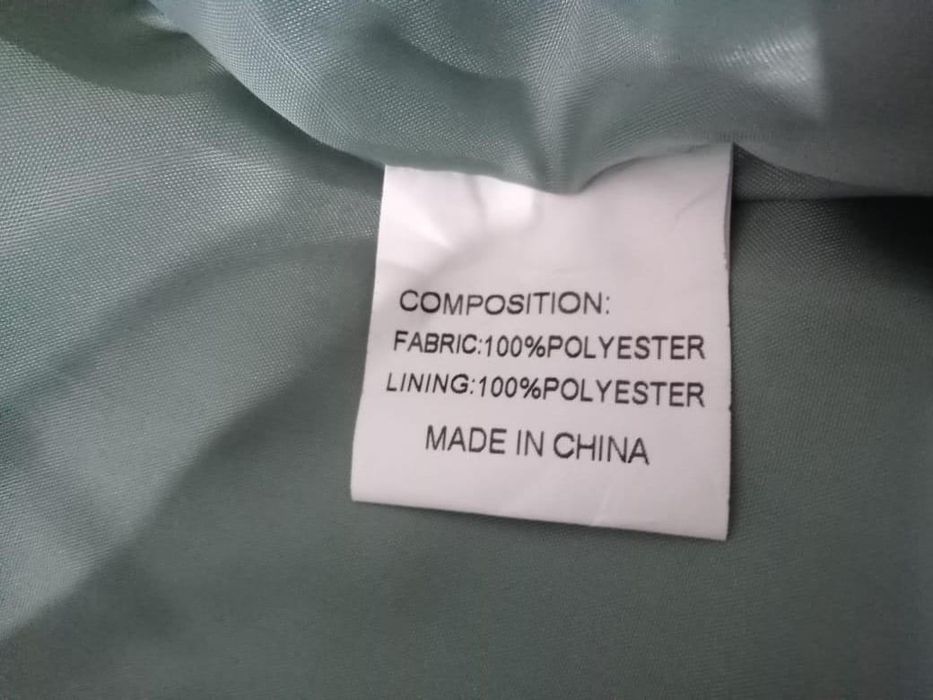 COMPOSITION:
FABRIC:100%POLYESTER
LINING:100%POLYESTER
MADE IN CHINA